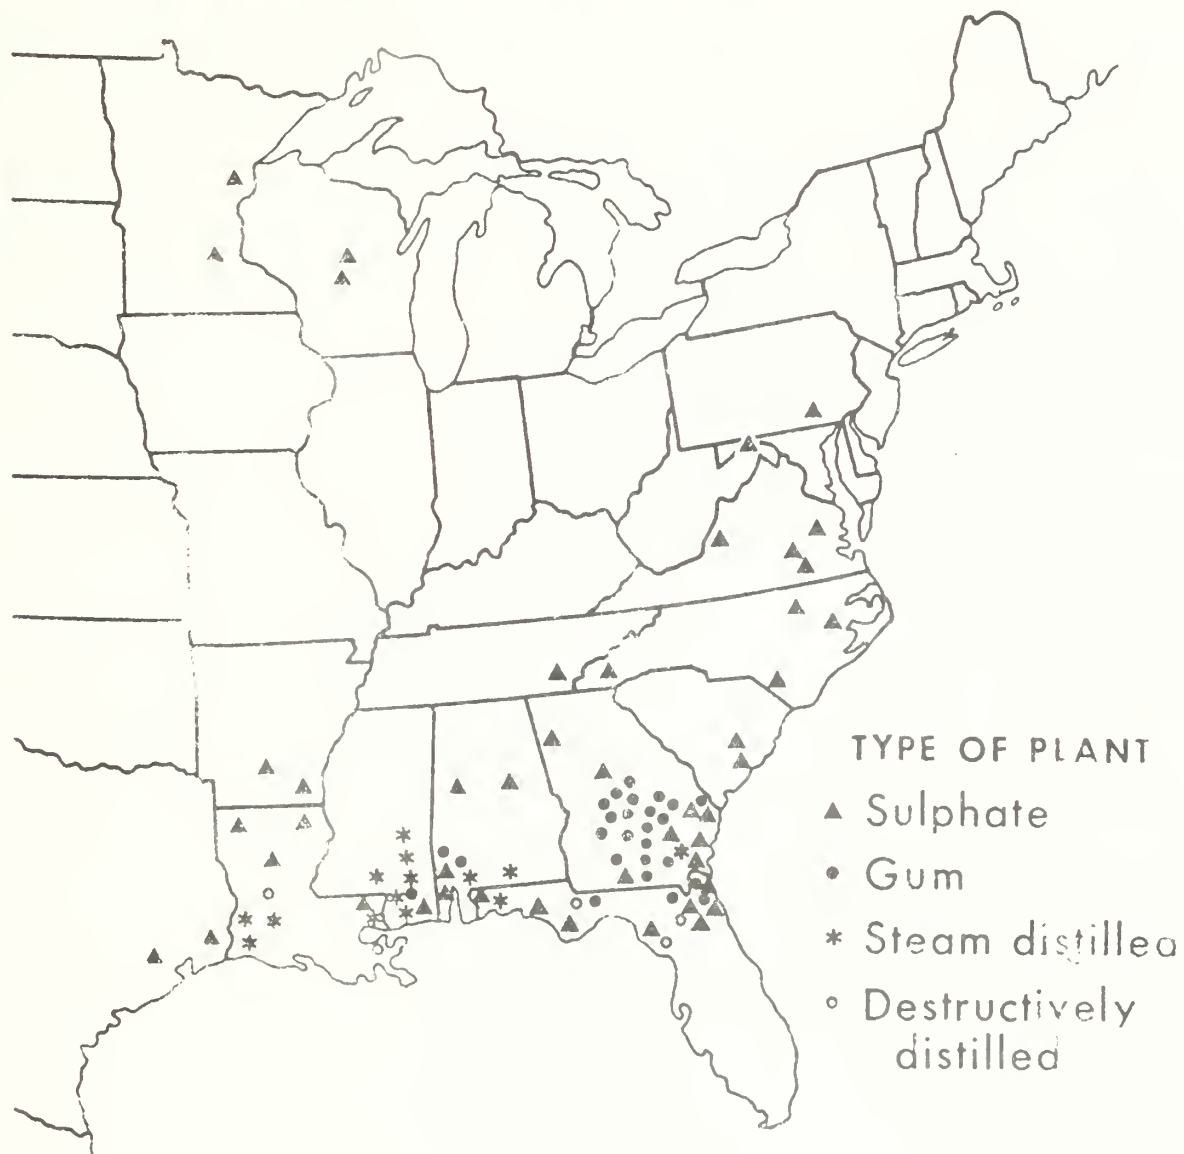 TYPE OF PLANT
▲ Sulphate
● Gum
* Steam distilled
○ Destructively
distilled